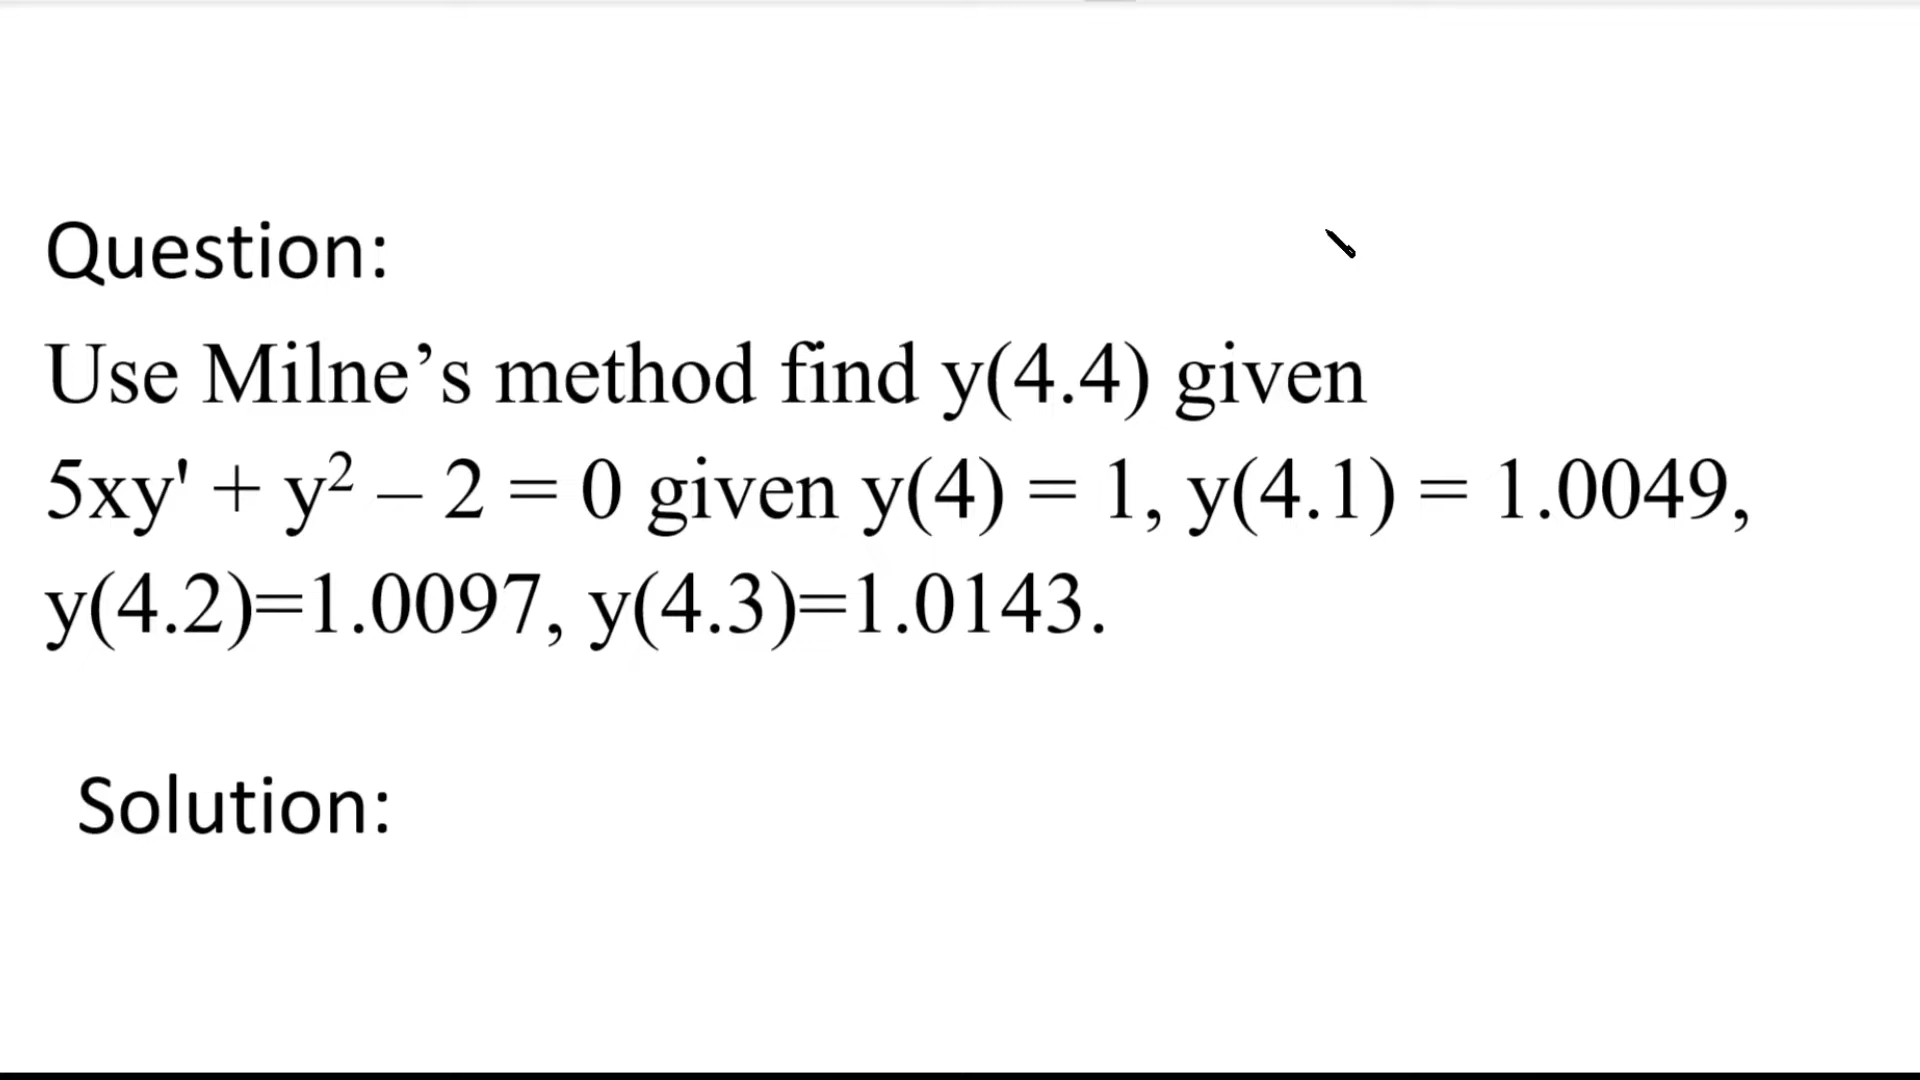 Question:
Use Milne’s method find y(4.4) given
5xy' + y² – 2 = 0 given y(4) = 1, y(4.1) = 1.0049,
y(4.2)=1.0097, y(4.3)=1.0143.
Solution: